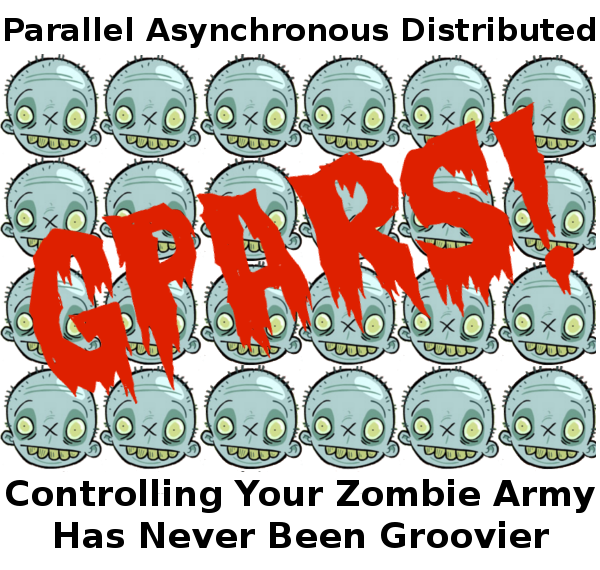 Parallel Asynchronous Distributed
GPARS!
Controlling Your Zombie Army
Has Never Been Groovier